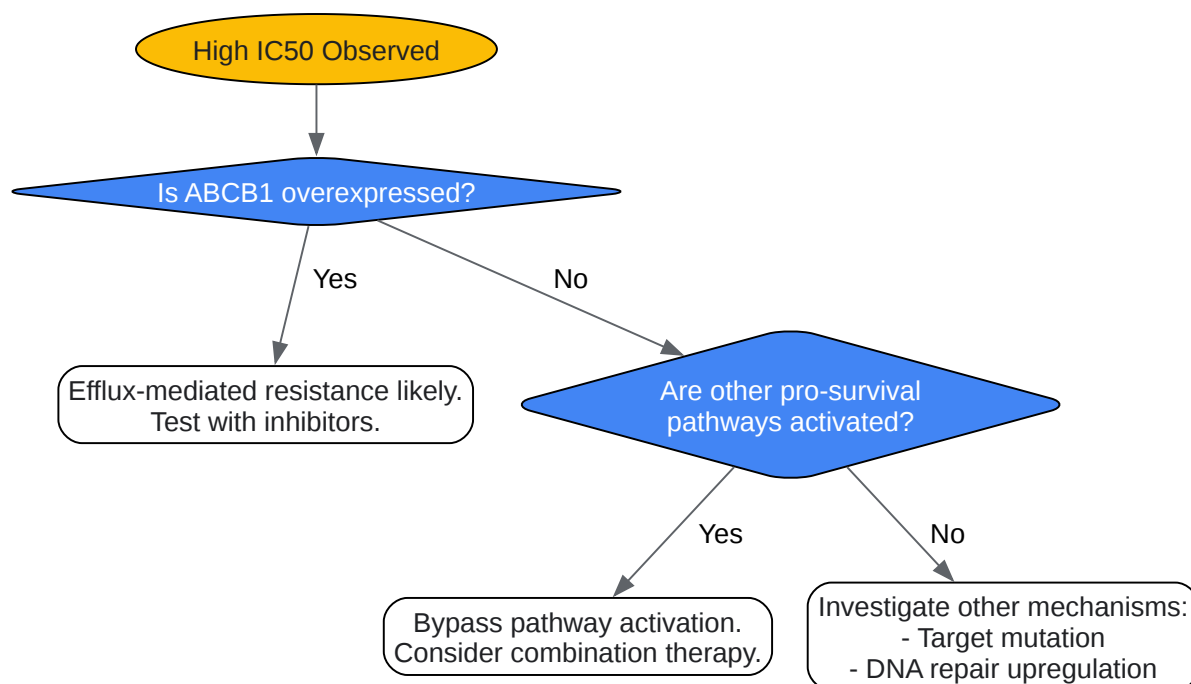 High IC50 Observed
Is ABCB1 overexpressed?
Yes
No
Efflux-mediated resistance likely.
Test with inhibitors.
Are other pro-survival
pathways activated?
Yes
No
Bypass pathway activation.
Consider combination therapy.
Investigate other mechanisms:
- Target mutation
- DNA repair upregulation